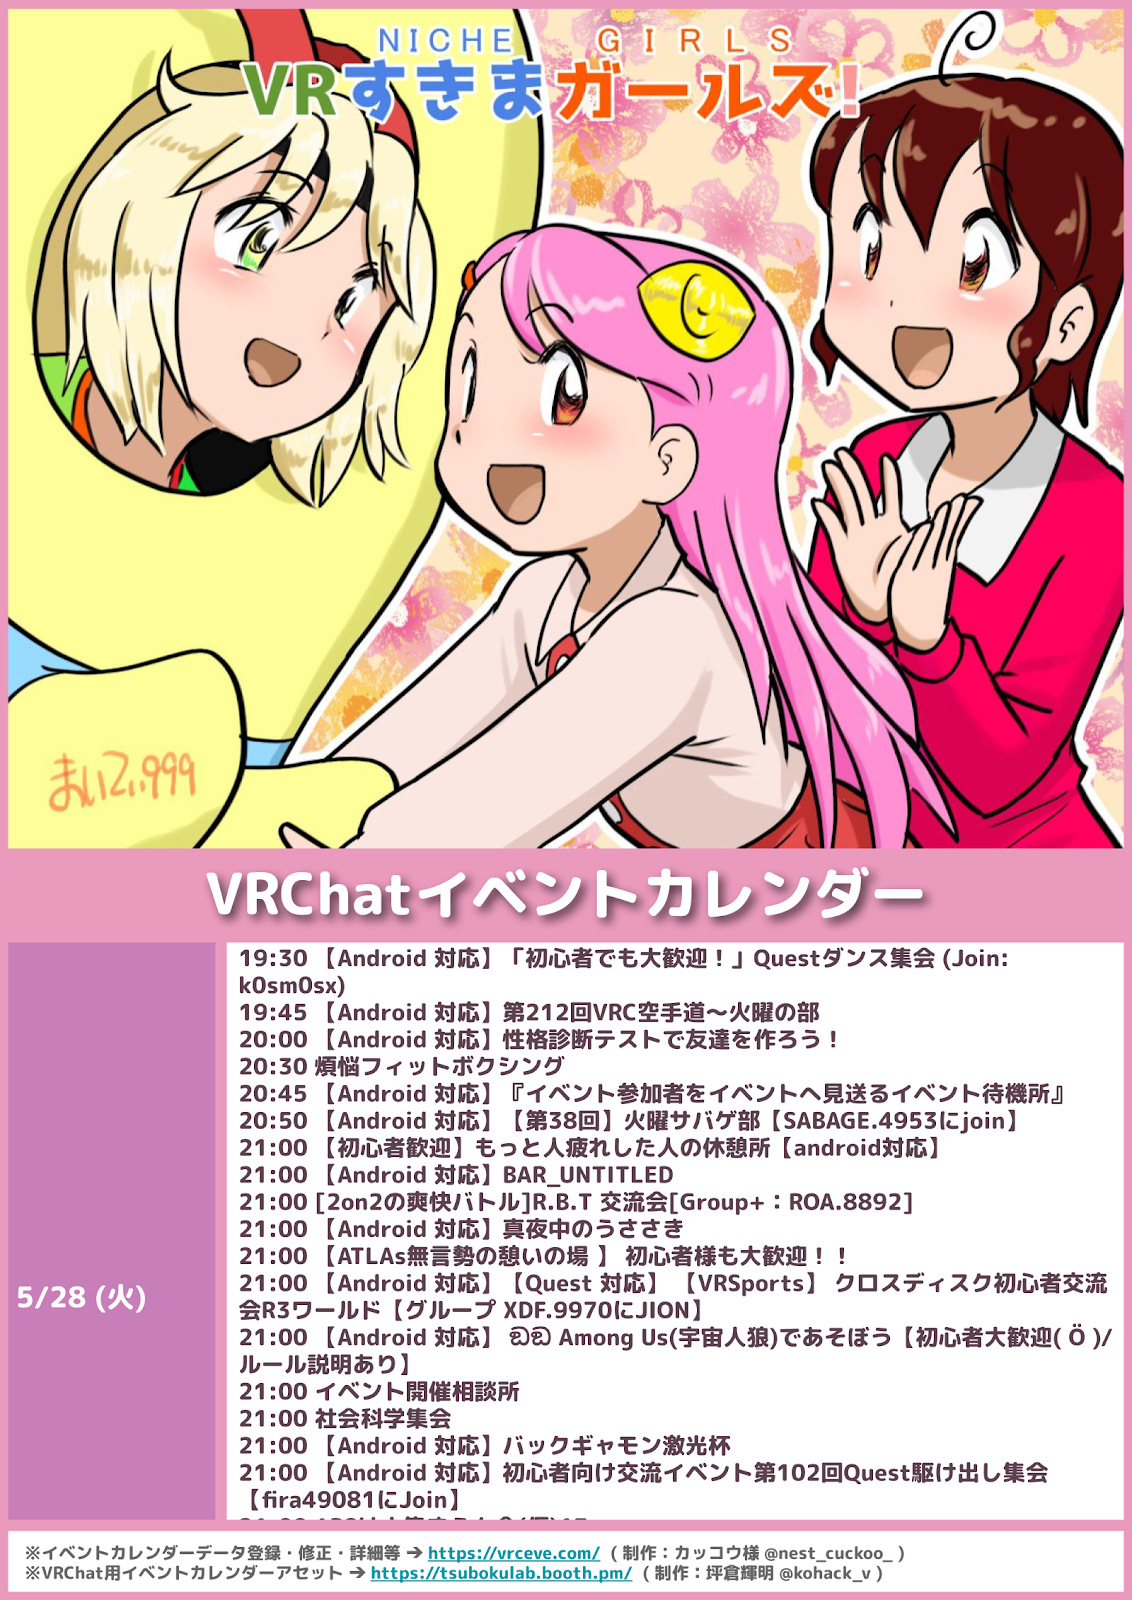 NICHE GIRLS
VRすきまガールズ!
まいてぃ999
VRChatイベントカレンダー
5/28 (火)
19:30 【Android 対応】「初心者でも大歓迎！」Questダンス集会 (Join:
k0sm0sx)
19:45 【Android 対応】第212回VRC空手道～火曜の部
20:00 【Android 対応】性格診断テストで友達を作ろう！
20:30 煩悩フィットボクシング
20:45 【Android 対応】『イベント参加者をイベントへ見送るイベント待機所』
20:50 【Android 対応】【第38回】火曜サバゲ部【SABAGE.4953にjoin】
21:00 【初心者歓迎】もっと人疲れした人の休憩所【android対応】
21:00 【Android 対応】BAR_UNTITLED
21:00 [2on2の爽快バトル]R.B.T 交流会[Group+：ROA.8892]
21:00 【Android 対応】真夜中のうささき
21:00 【ATLAs無言勢の憩いの場 】 初心者様も大歓迎！！
21:00 【Android 対応】【Quest 対応】 【VRSports】 クロスディスク初心者交流
会R3ワールド【グループ XDF.9970にJION】
21:00 【Android 対応】 ඞඞ Among Us(宇宙人狼)であそぼう【初心者大歓迎( Ö )/
ルール説明あり】
21:00 イベント開催相談所
21:00 社会科学集会
21:00 【Android 対応】バックギャモン激光杯
21:00 【Android 対応】初心者向け交流イベント第102回Quest駆け出し集会
【fira49081にJoin】
※イベントカレンダーデータ登録・修正・詳細等 ➔ https://vrceve.com/ ( 制作：カッコウ様 @nest_cuckoo_ )
※VRChat用イベントカレンダーアセット ➔ https://tsubokulab.booth.pm/ ( 制作：坪倉輝明 @kohack_v )